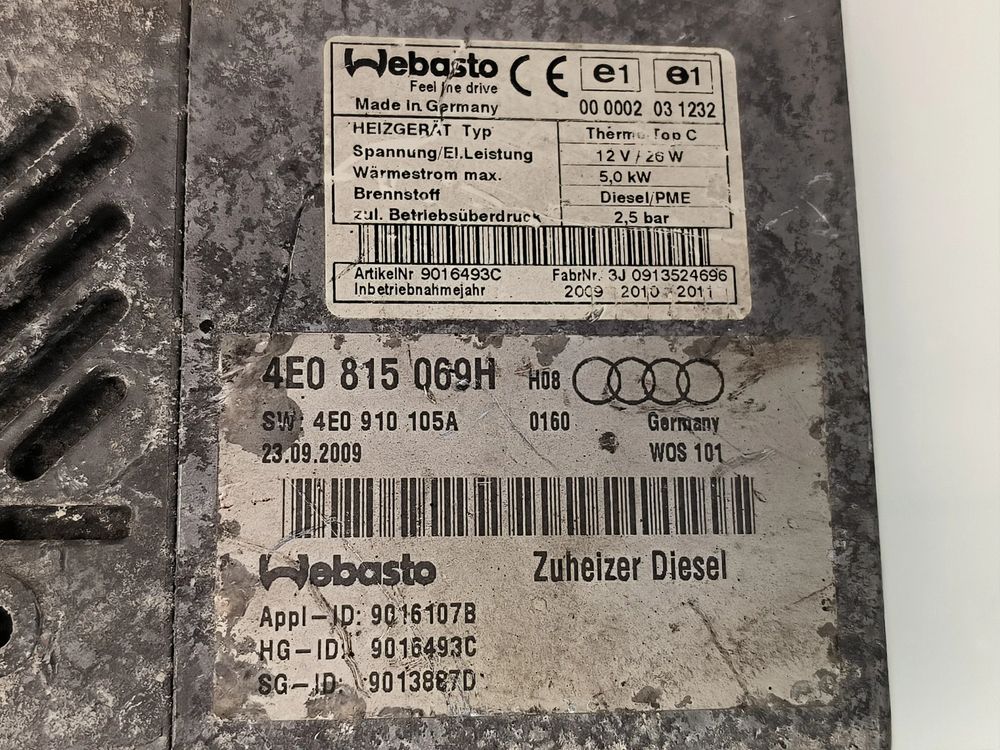 Webasto CE e1 e1
Feel the drive
Made in Germany 00 0002 03 1232
HEIZGERÄT Typ Thermo Top C
Spannung/El.Leistung 12 V / 26 W
Wärmestrom max. 5,0 kW
Brennstoff Diesel/PME
zul. Betriebsüberdruck 2,5 bar
ArtikelNr 9016493C FabrNr. 3J 0913524696
Inbetriebnahmejahr 2009 2010 2011
4E0 815 069H H08
SW: 4E0 910 105A 0160 Germany
23.09.2009 WOS 101
Webasto Zuheizer Diesel
Appl-ID: 9016107B
HG-ID: 9016493C
SG-ID: 9013887D